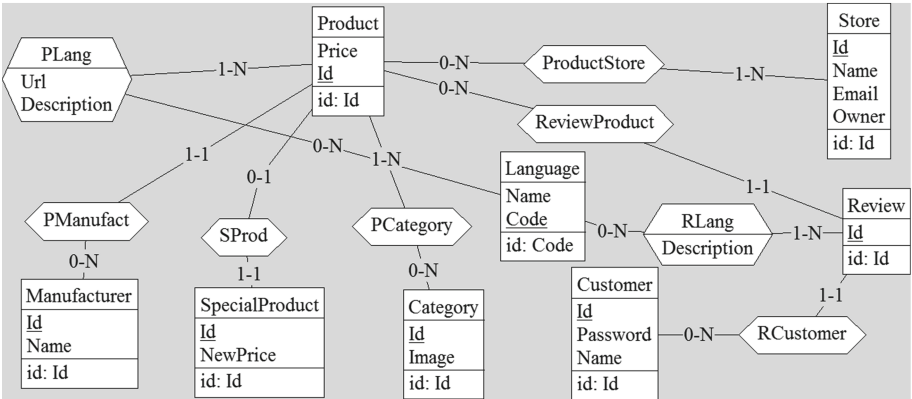 Product
Price
Id
id: Id
PLang
Url
Description
1-N
0-N
ProductStore
1-N
Store
Id
Name
Email
Owner
id: Id
0-N
ReviewProduct
1-1
0-N
1-1
0-1
1-N
Language
Name
Code
id: Code
0-N
RLang
Description
1-N
Review
Id
id: Id
PManufact
0-N
Manufacturer
Id
Name
id: Id
SProd
1-1
SpecialProduct
Id
NewPrice
id: Id
PCategory
0-N
Category
Id
Image
id: Id
Customer
Id
Password
Name
id: Id
0-N
RCustomer
1-1